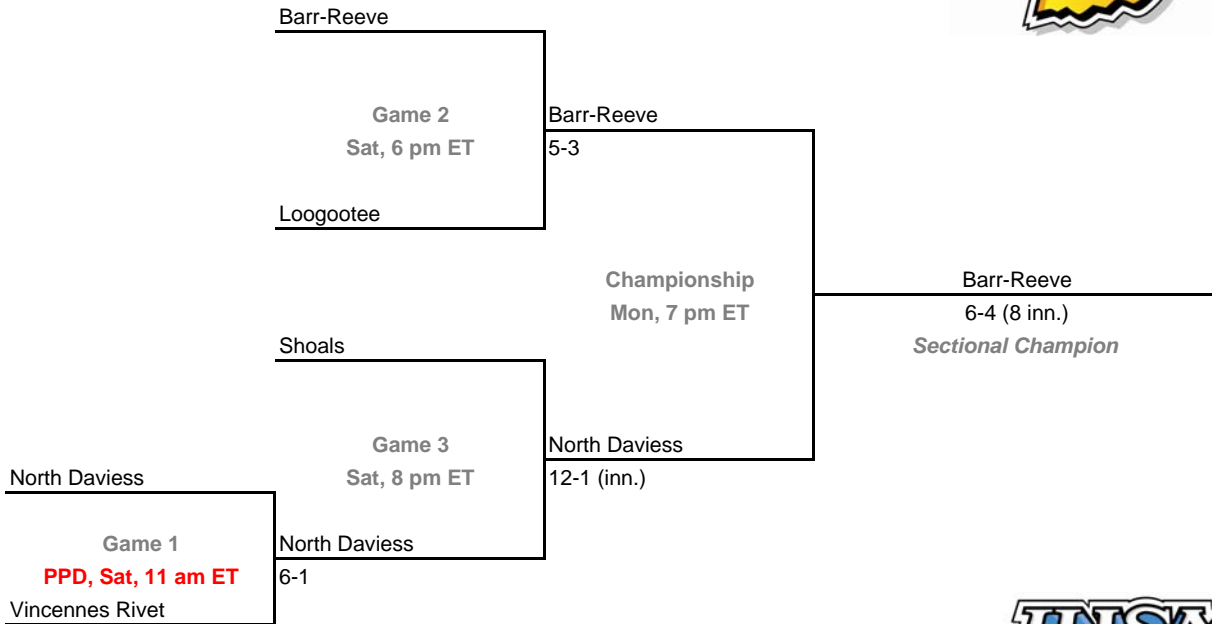 Barr-Reeve
Game 2
Sat, 6 pm ET
Barr-Reeve
5-3
Loogootee
Championship
Mon, 7 pm ET
Barr-Reeve
6-4 (8 inn.)
Sectional Champion
Shoals
Game 3
Sat, 8 pm ET
North Daviess
12-1 (inn.)
North Daviess
Game 1
PPD, Sat, 11 am ET
North Daviess
6-1
Vincennes Rivet